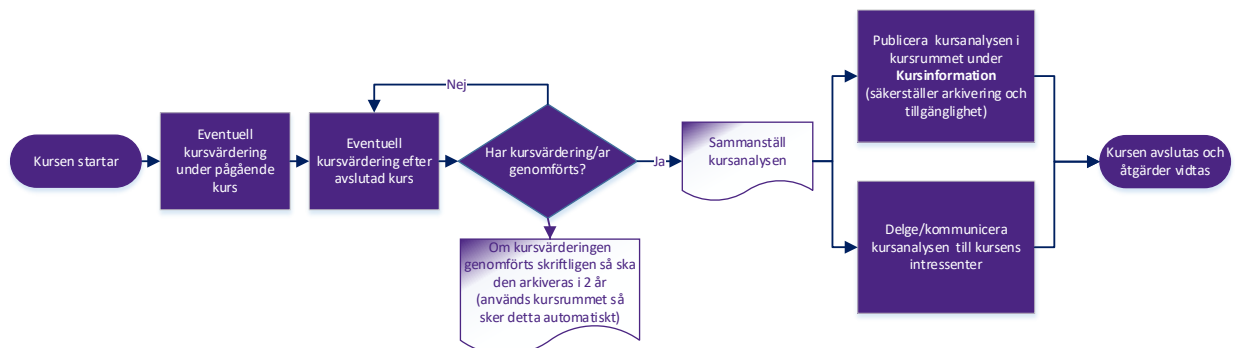 Kursen startar
Eventuell
kursvärdering
under pågående
kurs
Eventuell
kursvärdering efter
avslutad kurs
Nej
Har kursvärdering/ar
genomförts?
Ja
Om kursvärderingen
genomförts skriftligen så ska
den arkiveras i 2 år
(används kursrummet så
sker detta automatiskt)
Sammanställ
kursanalysen
Publicera kursanalysen i
kursrummet under
Kursinformation
(säkerställer arkivering och
tillgänglighet)
Delge/kommunicera
kursanalysen till kursens
intressenter
Kursen avslutas och
åtgärder vidtas